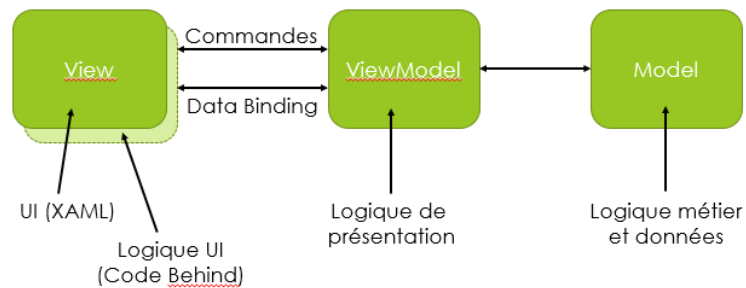 Commandes
View
ViewModel
Model
Data Binding
UI (XAML)
Logique UI
(Code Behind)
Logique de
présentation
Logique métier
et données